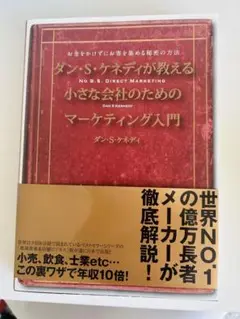 お金をかけずにお客を集める秘密の方法
ダン・S・ケネディが教える
No B.S. Direct Marketing
小さな会社のための
Dan S Kennedy
マーケティング入門
ダン・S・ケネディ
世界NO.1
の億万長者
メーカーが
徹底解説!
小売、飲食、士業etc…
この裏ワザで年収10倍!